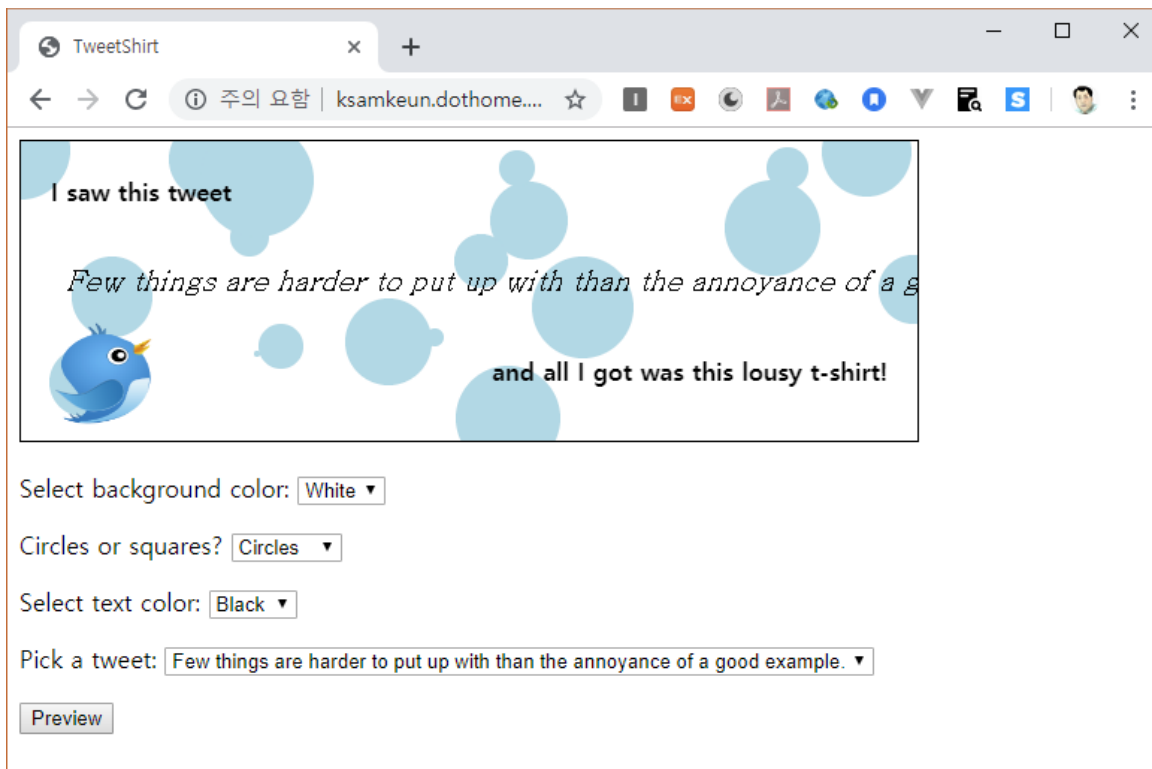 TweetShirt
주의 요함 ksamkeun.dothome....
I saw this tweet
Few things are harder to put up with than the annoyance of a g
and all I got was this lousy t-shirt!
Select background color: White
Circles or squares? Circles
Select text color: Black
Pick a tweet: Few things are harder to put up with than the annoyance of a good example.
Preview